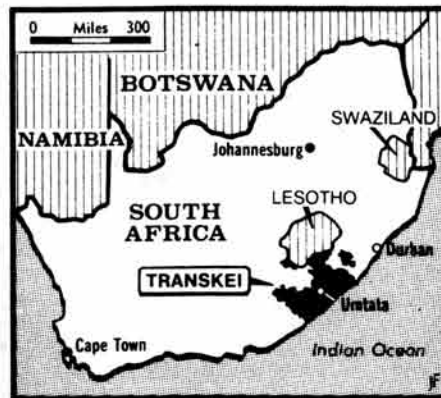 0 Miles 300
BOTSWANA
NAMIBIA
SWAZILAND
Johannesburg
SOUTH
AFRICA
LESOTHO
Durban
TRANSKEI
Umtata
Cape Town
Indian Ocean